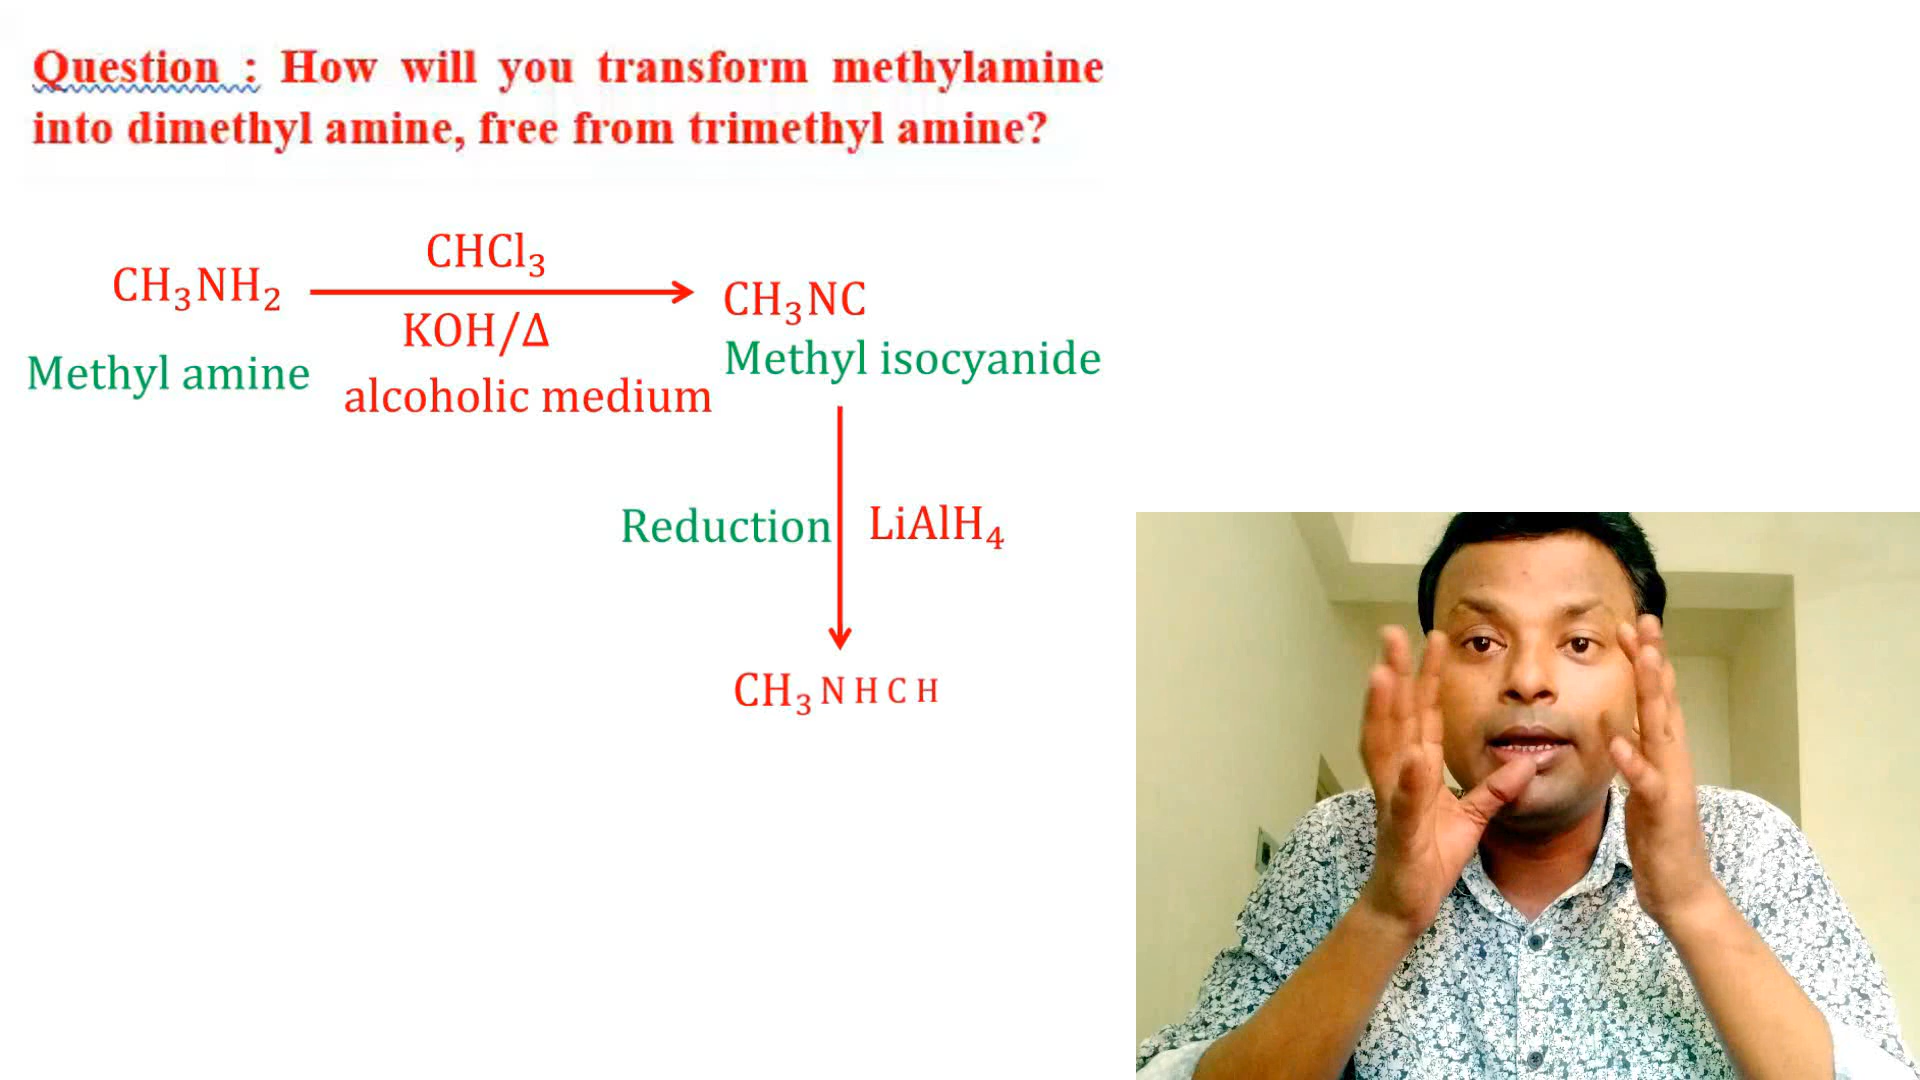 Question : How will you transform methylamine
into dimethyl amine, free from trimethyl amine?
CH₃NH₂
CHCl₃
KOH/Δ
alcoholic medium
CH₃NC
Methyl amine
Methyl isocyanide
Reduction
LiAlH₄
CH₃NHCH